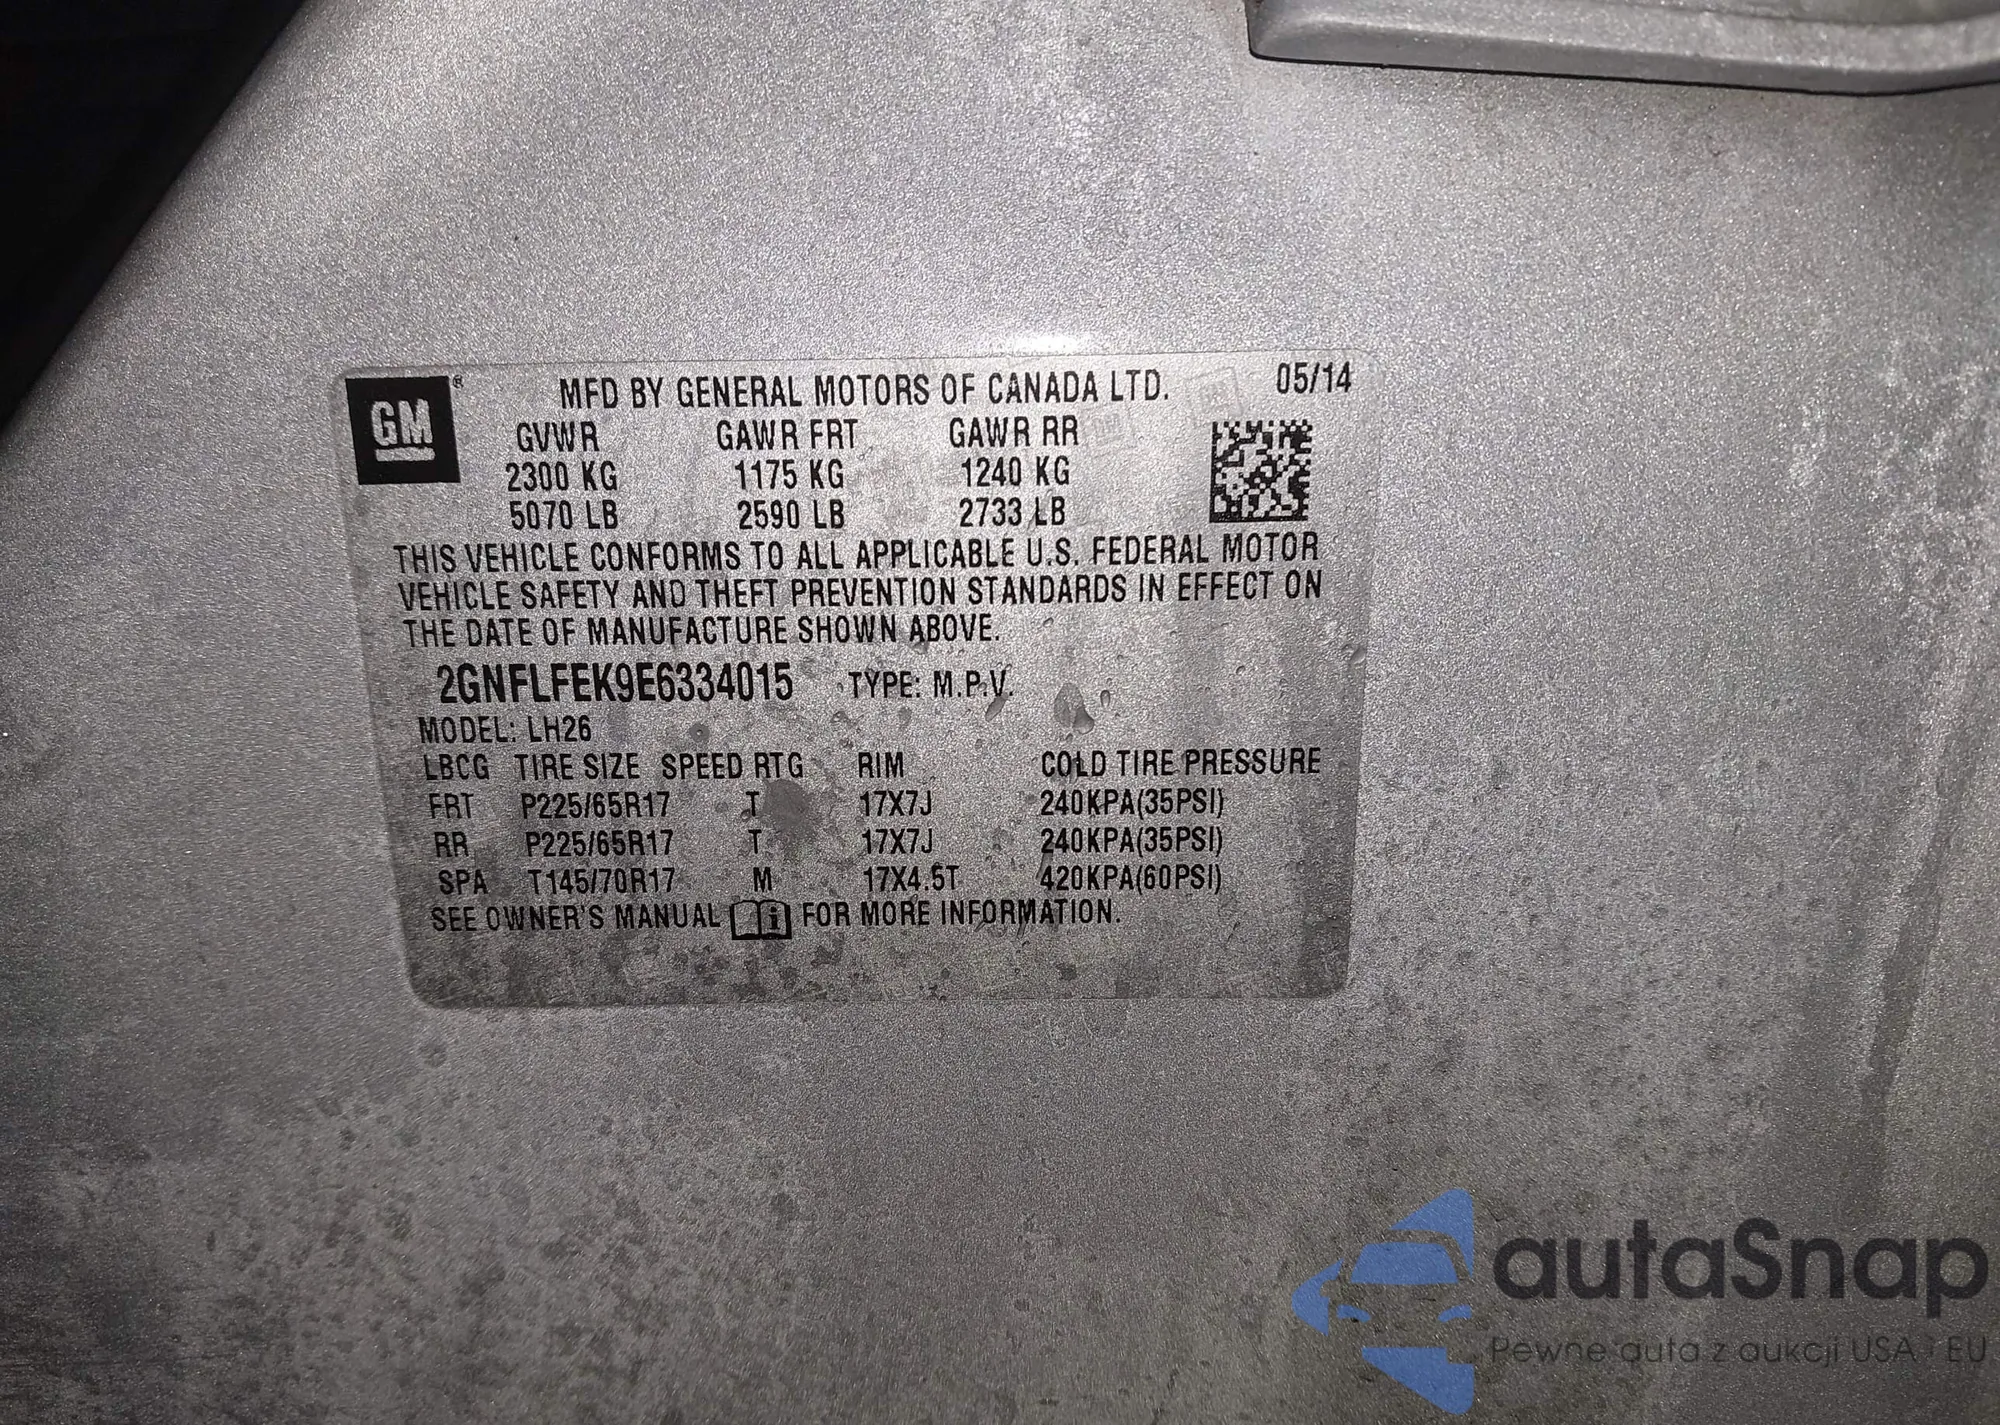 GM®
MFD BY GENERAL MOTORS OF CANADA LTD. 05/14
GVWR GAWR FRT GAWR RR
2300 KG 1175 KG 1240 KG
5070 LB 2590 LB 2733 LB
THIS VEHICLE CONFORMS TO ALL APPLICABLE U.S. FEDERAL MOTOR
VEHICLE SAFETY AND THEFT PREVENTION STANDARDS IN EFFECT ON
THE DATE OF MANUFACTURE SHOWN ABOVE.
2GNFLFEK9E6334015 TYPE: M.P.V.
MODEL: LH26
LBCG TIRE SIZE SPEED RTG RIM COLD TIRE PRESSURE
FRT P225/65R17 T 17X7J 240KPA(35PSI)
RR P225/65R17 T 17X7J 240KPA(35PSI)
SPA T145/70R17 M 17X4.5T 420KPA(60PSI)
SEE OWNER'S MANUAL FOR MORE INFORMATION.
autaSnap
Pewne auta z aukcji USA i EU